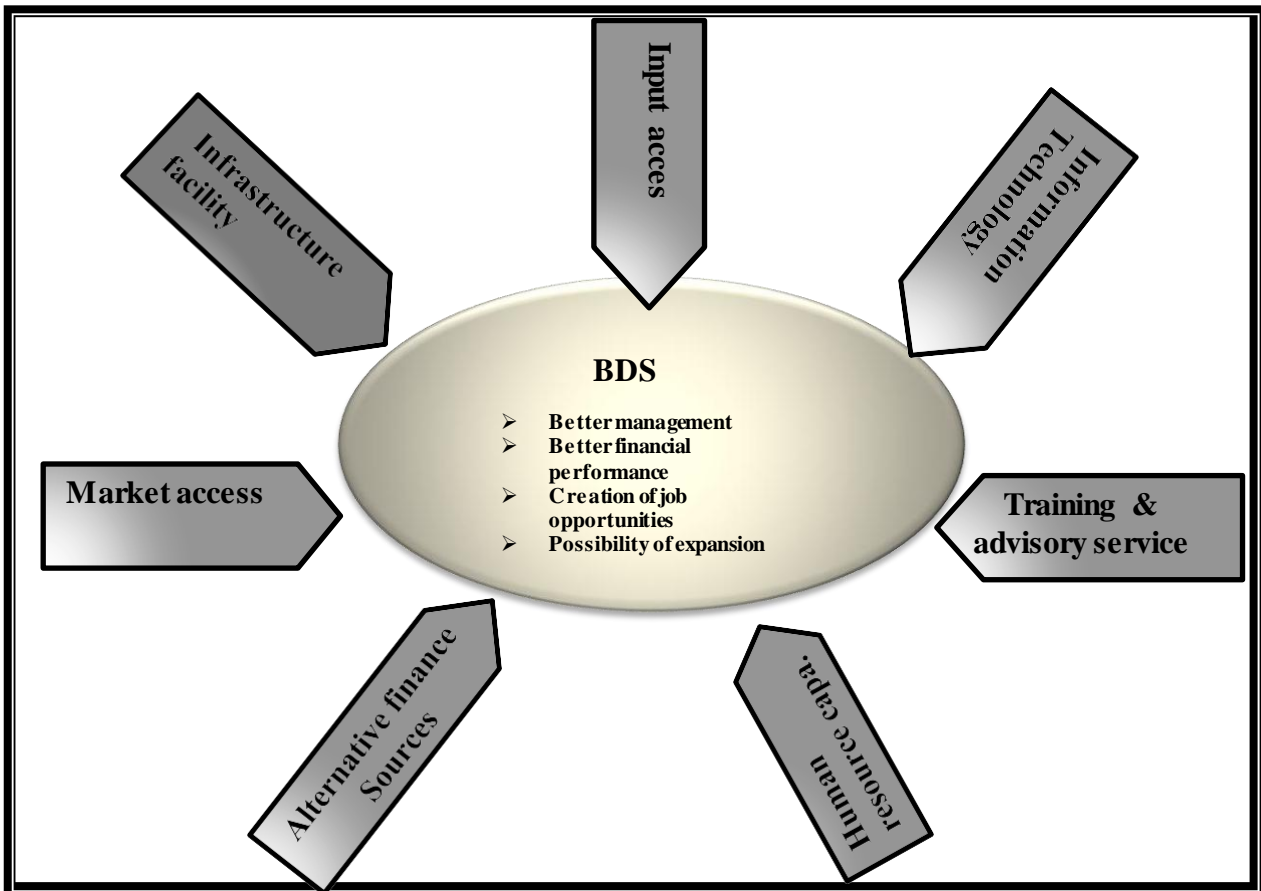 Input acces
Infrastructure
facility
Information
Technology
BDS
➢ Better management
➢ Better financial
performance
➢ Creation of job
opportunities
➢ Possibility of expansion
Market access
Training &
advisory service
Alternative finance
Sources
Human
resource capa.